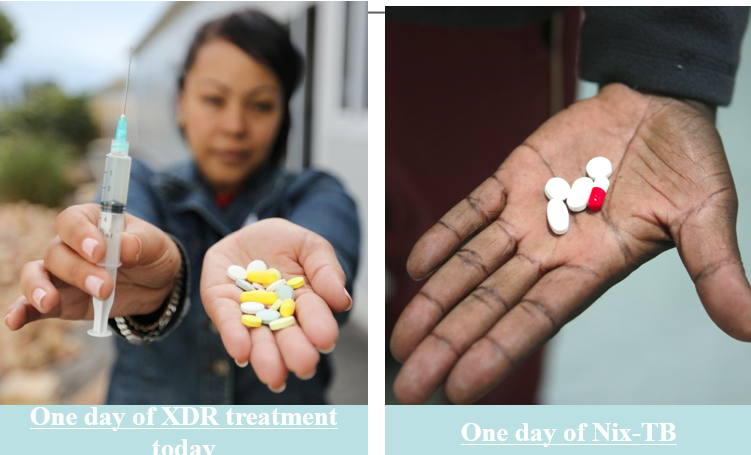 One day of XDR treatment
today
One day of Nix-TB